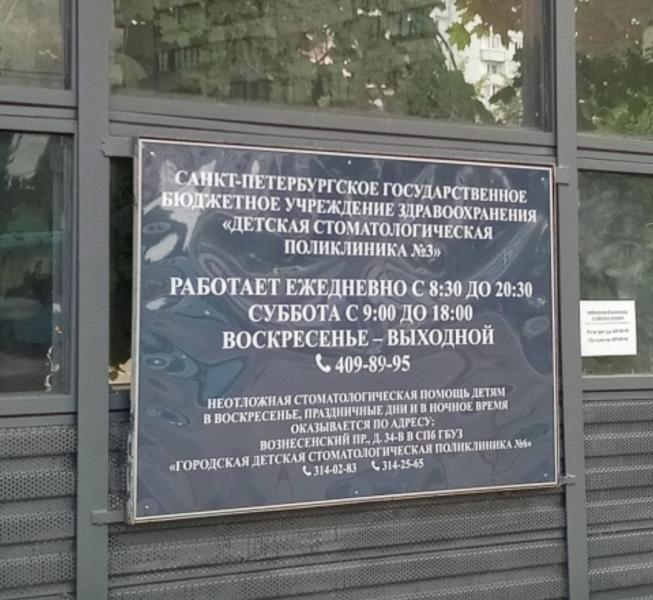 САНКТ-ПЕТЕРБУРГСКОЕ ГОСУДАРСТВЕННОЕ
БЮДЖЕТНОЕ УЧРЕЖДЕНИЕ ЗДРАВООХРАНЕНИЯ
«ДЕТСКАЯ СТОМАТОЛОГИЧЕСКАЯ
ПОЛИКЛИНИКА №3»
РАБОТАЕТ ЕЖЕДНЕВНО С 8:30 ДО 20:30
СУББОТА С 9:00 ДО 18:00
ВОСКРЕСЕНЬЕ – ВЫХОДНОЙ
409-89-95
НЕОТЛОЖНАЯ СТОМАТОЛОГИЧЕСКАЯ ПОМОЩЬ ДЕТЯМ
В ВОСКРЕСЕНЬЕ, ПРАЗДНИЧНЫЕ ДНИ И В НОЧНОЕ ВРЕМЯ
ОКАЗЫВАЕТСЯ ПО АДРЕСУ:
ВОЗНЕСЕНСКИЙ ПР., Д. 34-В В СПб ГБУЗ
«ГОРОДСКАЯ ДЕТСКАЯ СТОМАТОЛОГИЧЕСКАЯ ПОЛИКЛИНИКА №6»
314-02-83 314-25-65